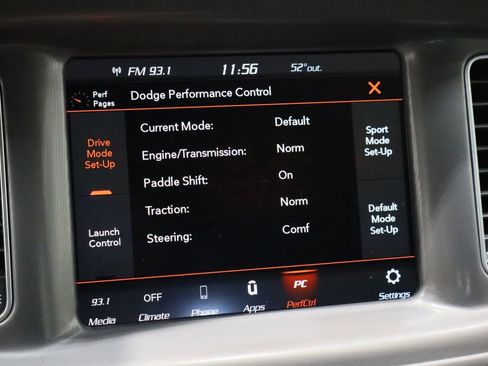 FM 93.1 11:56 52° out.
Perf
Pages
Dodge Performance Control
X
Drive
Mode
Set-Up
Current Mode: Default
Engine/Transmission: Norm
Paddle Shift: On
Traction: Norm
Steering: Comf
Sport
Mode
Set-Up
Launch
Control
Default
Mode
Set-Up
93.1
Media
OFF
Climate
Phone
ū
Apps
PC
PerfCtrl
Settings